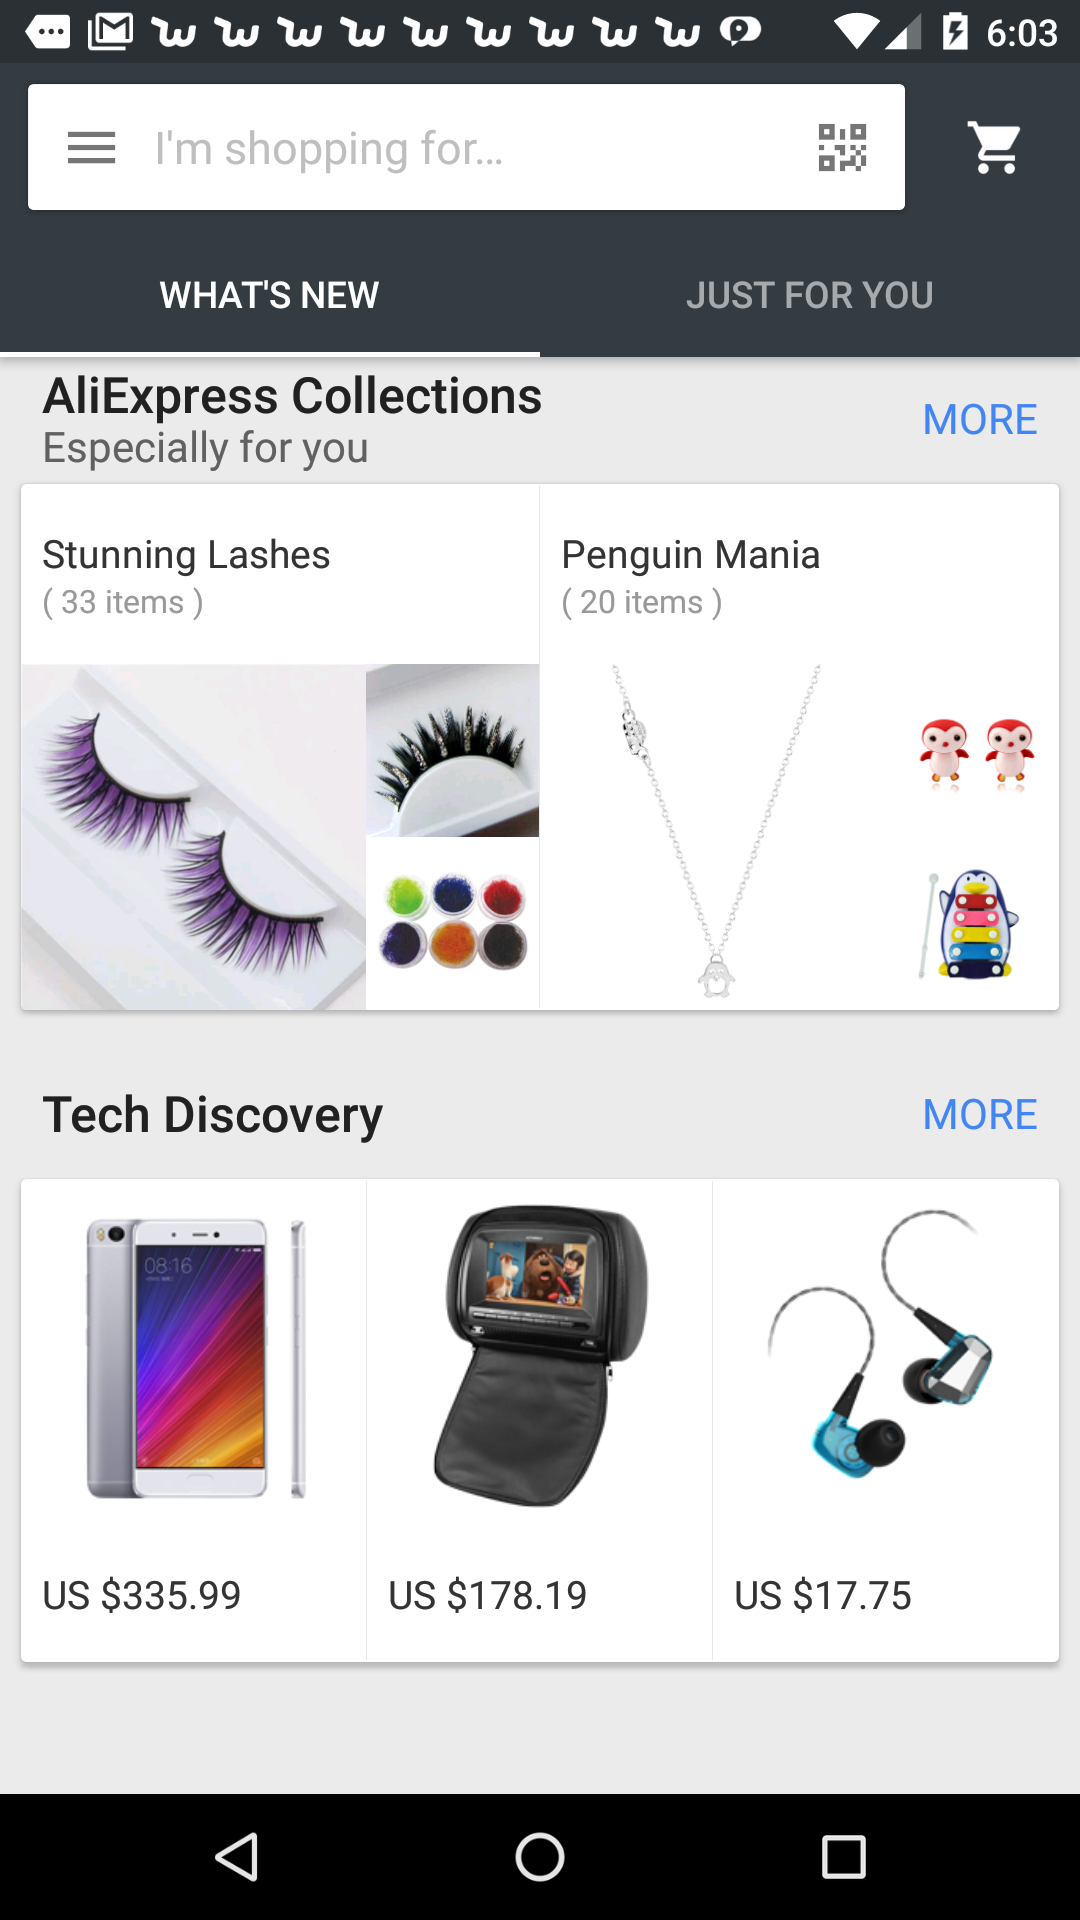 6:03
I'm shopping for...
WHAT'S NEW
JUST FOR YOU
AliExpress Collections
Especially for you
MORE
Stunning Lashes
( 33 items )
Penguin Mania
( 20 items )
Tech Discovery
MORE
08:16
US $335.99
US $178.19
US $17.75